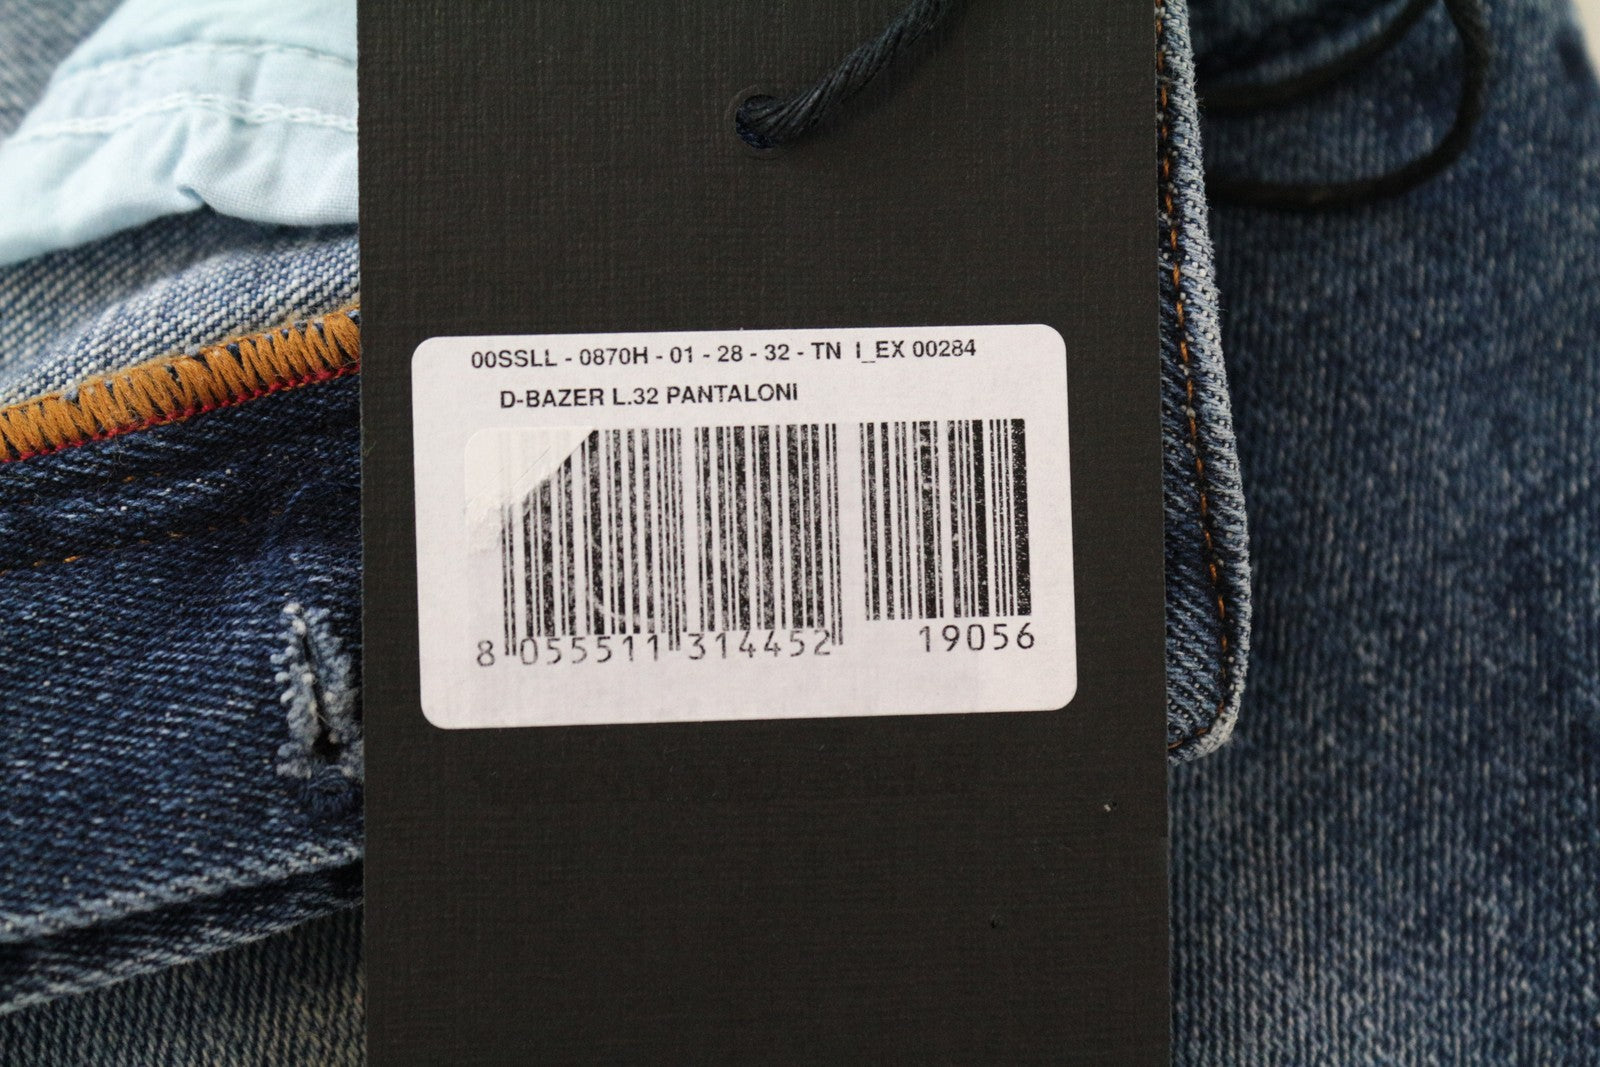 00SSLL - 0870H - 01 - 28 - 32 - TN I_EX 00284
D-BAZER L.32 PANTALONI
8 055511 314452 19056